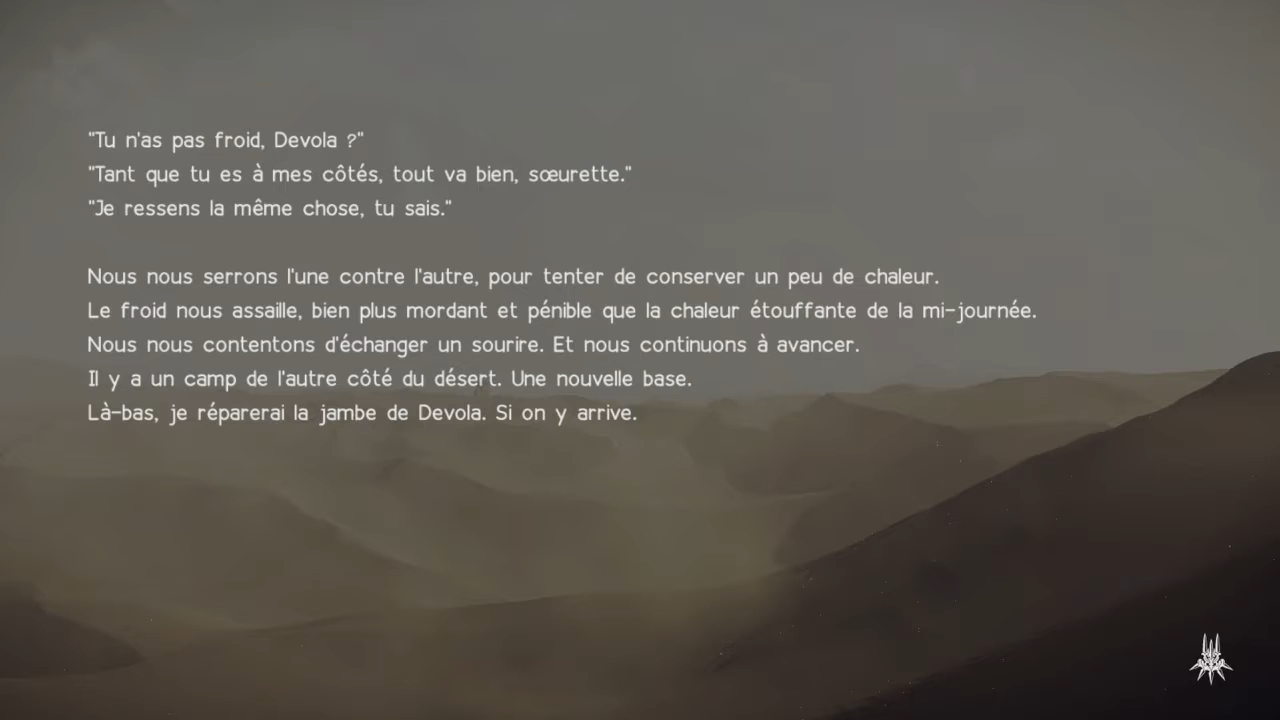 "Tu n'as pas froid, Devola ?"
"Tant que tu es à mes côtés, tout va bien, sœurette."
"Je ressens la même chose, tu sais."
Nous nous serrons l'une contre l'autre, pour tenter de conserver un peu de chaleur.
Le froid nous assaille, bien plus mordant et pénible que la chaleur étouffante de la mi-journée.
Nous nous contentons d'échanger un sourire. Et nous continuons à avancer.
Il y a un camp de l'autre côté du désert. Une nouvelle base.
Là-bas, je réparerai la jambe de Devola. Si on y arrive.